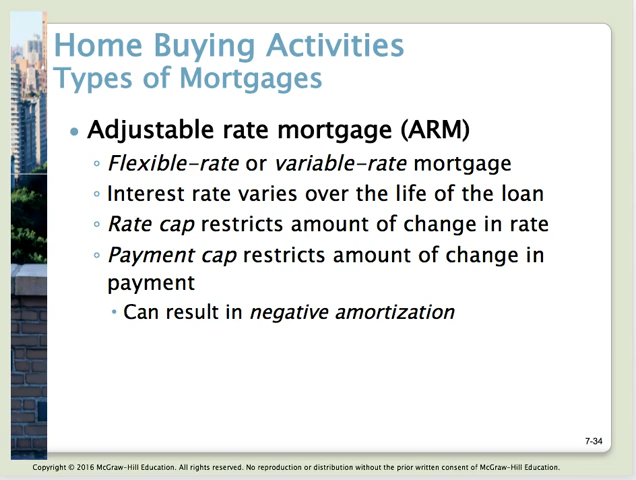 Home Buying Activities
Types of Mortgages
• Adjustable rate mortgage (ARM)
◦ Flexible-rate or variable-rate mortgage
◦ Interest rate varies over the life of the loan
◦ Rate cap restricts amount of change in rate
◦ Payment cap restricts amount of change in
payment
• Can result in negative amortization
7-34
Copyright © 2016 McGraw-Hill Education. All rights reserved. No reproduction or distribution without the prior written consent of McGraw-Hill Education.